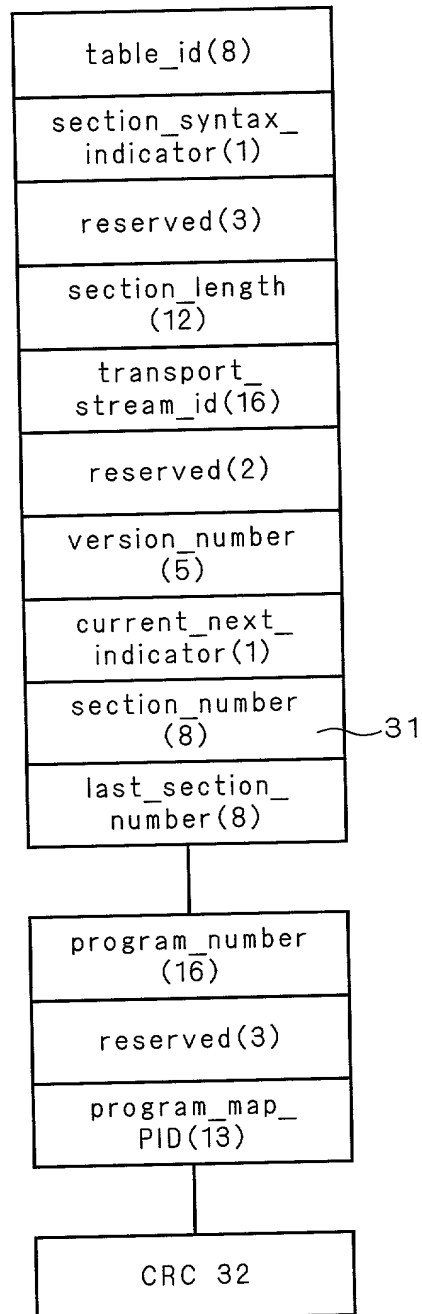 table_id(8)
section_syntax_
indicator(1)
reserved(3)
section_length
(12)
transport_
stream_id(16)
reserved(2)
version_number
(5)
current_next_
indicator(1)
section_number
(8)
31
last_section_
number(8)
program_number
(16)
reserved(3)
program_map_
PID(13)
CRC 32